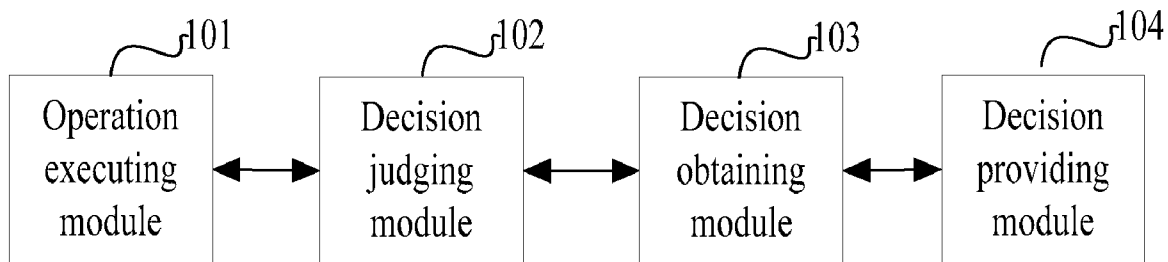 101
102
103
104
Operation
executing
module
Decision
judging
module
Decision
obtaining
module
Decision
providing
module